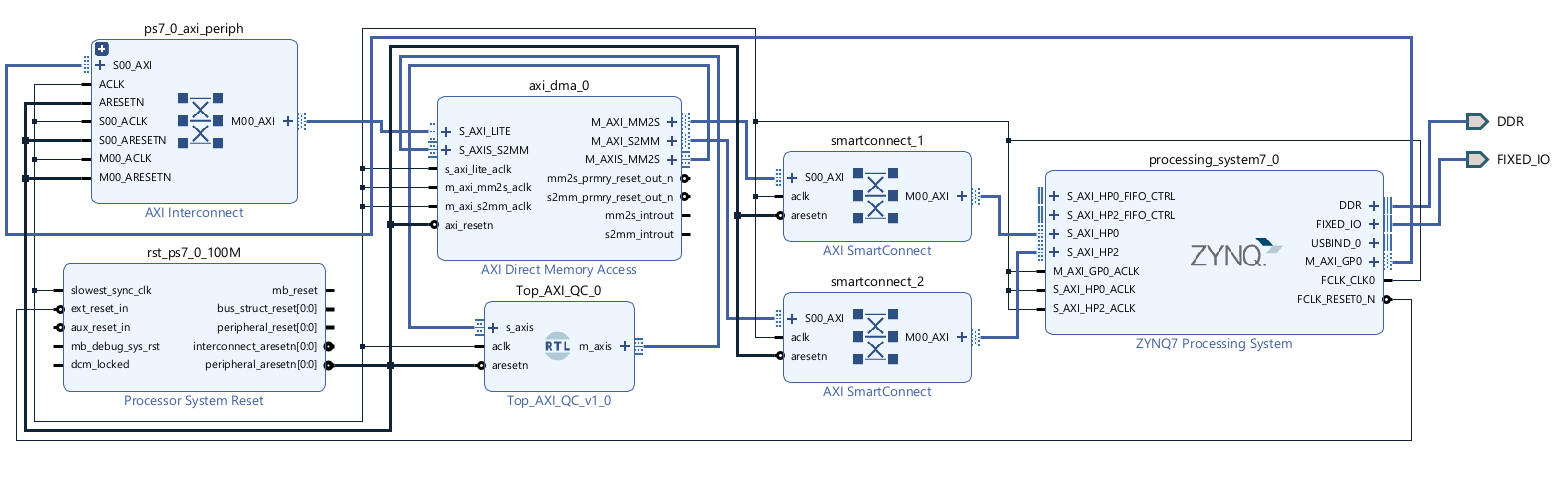 ps7_0_axi_periph
S00_AXI
ACLK
ARESETN
S00_ACLK
S00_ARESETN
M00_ACLK
M00_ARESETN
M00_AXI
AXI Interconnect
rst_ps7_0_100M
slowest_sync_clk
ext_reset_in
aux_reset_in
mb_debug_sys_rst
dcm_locked
mb_reset
bus_struct_reset[0:0]
peripheral_reset[0:0]
interconnect_aresetn[0:0]
peripheral_aresetn[0:0]
Processor System Reset
axi_dma_0
S_AXI_LITE
S_AXIS_S2MM
s_axi_lite_aclk
m_axi_mm2s_aclk
m_axi_s2mm_aclk
axi_resetn
M_AXI_MM2S
M_AXI_S2MM
M_AXIS_MM2S
mm2s_prmry_reset_out_n
s2mm_prmry_reset_out_n
mm2s_introut
s2mm_introut
AXI Direct Memory Access
Top_AXI_QC_0
s_axis
aclk
aresetn
RTL
m_axis
Top_AXI_QC_v1_0
smartconnect_1
S00_AXI
aclk
aresetn
M00_AXI
AXI SmartConnect
smartconnect_2
S00_AXI
aclk
aresetn
M00_AXI
AXI SmartConnect
processing_system7_0
S_AXI_HP0_FIFO_CTRL
S_AXI_HP2_FIFO_CTRL
S_AXI_HP0
S_AXI_HP2
M_AXI_GP0_ACLK
S_AXI_HP0_ACLK
S_AXI_HP2_ACLK
ZYNQ
DDR
FIXED_IO
USBIND_0
M_AXI_GP0
FCLK_CLK0
FCLK_RESET0_N
ZYNQ7 Processing System
DDR
FIXED_IO